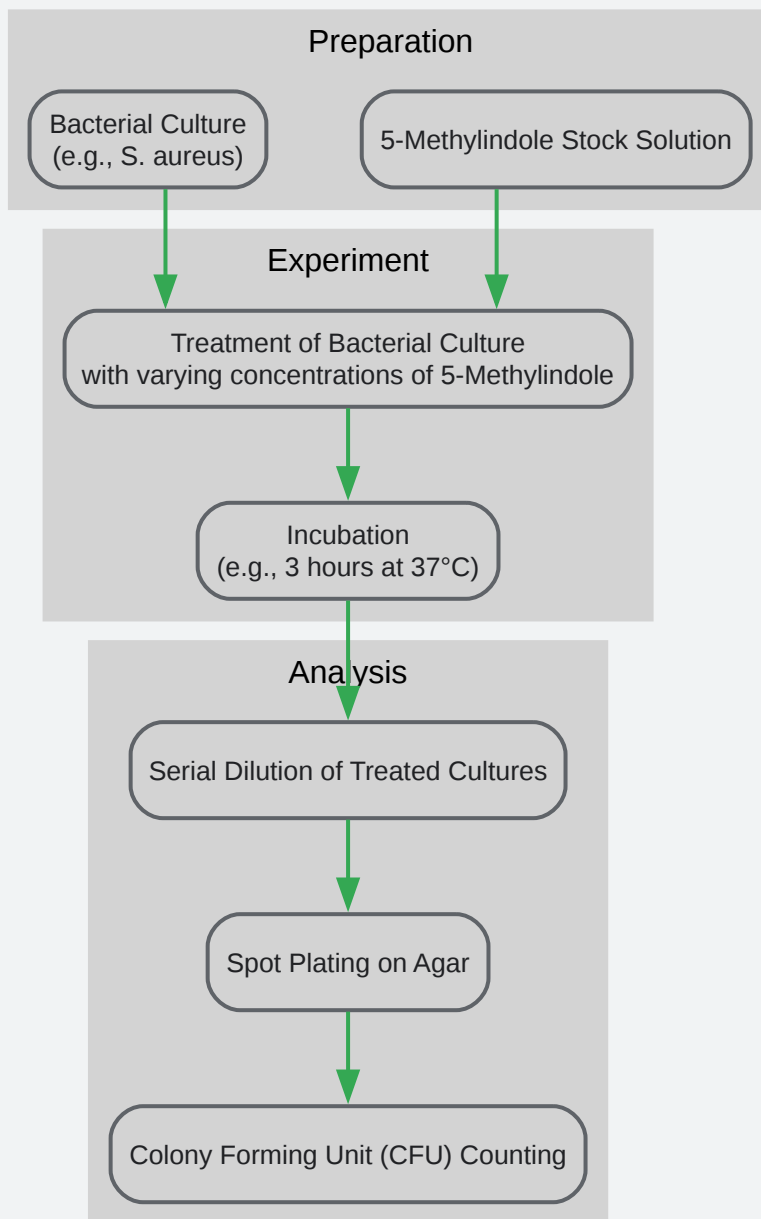 Preparation
Bacterial Culture
(e.g., S. aureus)
5-Methylindole Stock Solution
Experiment
Treatment of Bacterial Culture
with varying concentrations of 5-Methylindole
Incubation
(e.g., 3 hours at 37°C)
Analysis
Serial Dilution of Treated Cultures
Spot Plating on Agar
Colony Forming Unit (CFU) Counting